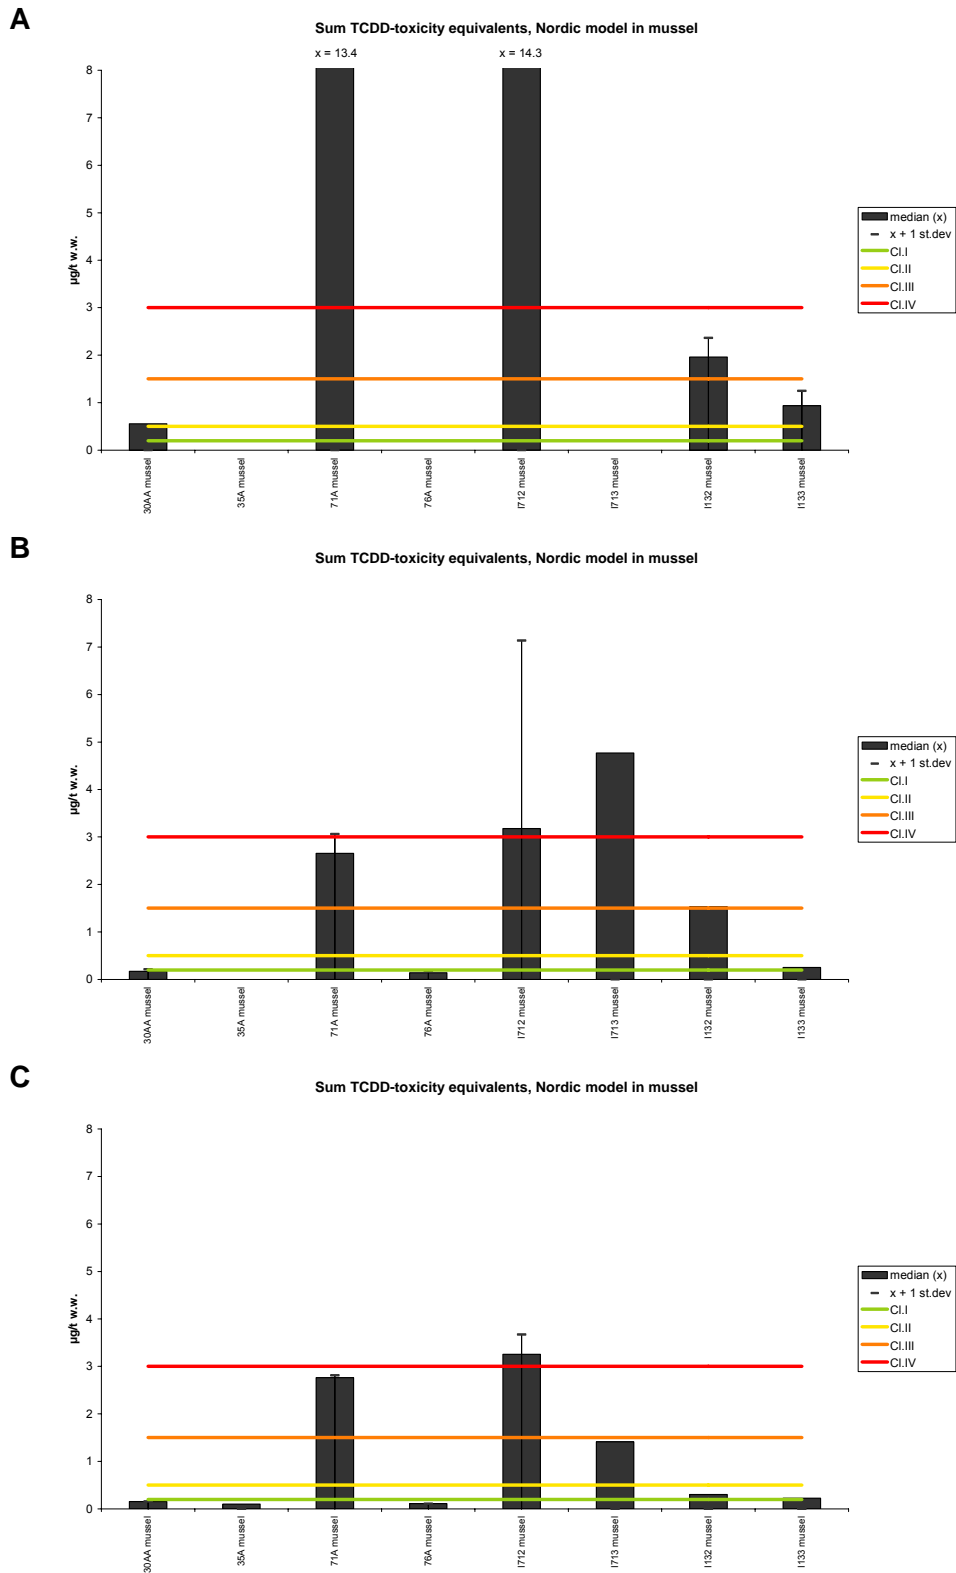 A
Sum TCDD-toxicity equivalents, Nordic model in mussel
x = 13.4
x = 14.3
8
7
6
5
4
3
2
1
0
µg/t w.w.
30AA mussel
35A mussel
71A mussel
76A mussel
I712 mussel
I713 mussel
I132 mussel
I133 mussel
median (x)
x + 1 st.dev
Cl.I
Cl.II
Cl.III
Cl.IV
B
Sum TCDD-toxicity equivalents, Nordic model in mussel
8
7
6
5
4
3
2
1
0
µg/t w.w.
30AA mussel
35A mussel
71A mussel
76A mussel
I712 mussel
I713 mussel
I132 mussel
I133 mussel
median (x)
x + 1 st.dev
Cl.I
Cl.II
Cl.III
Cl.IV
C
Sum TCDD-toxicity equivalents, Nordic model in mussel
8
7
6
5
4
3
2
1
0
µg/t w.w.
30AA mussel
35A mussel
71A mussel
76A mussel
I712 mussel
I713 mussel
I132 mussel
I133 mussel
median (x)
x + 1 st.dev
Cl.I
Cl.II
Cl.III
Cl.IV